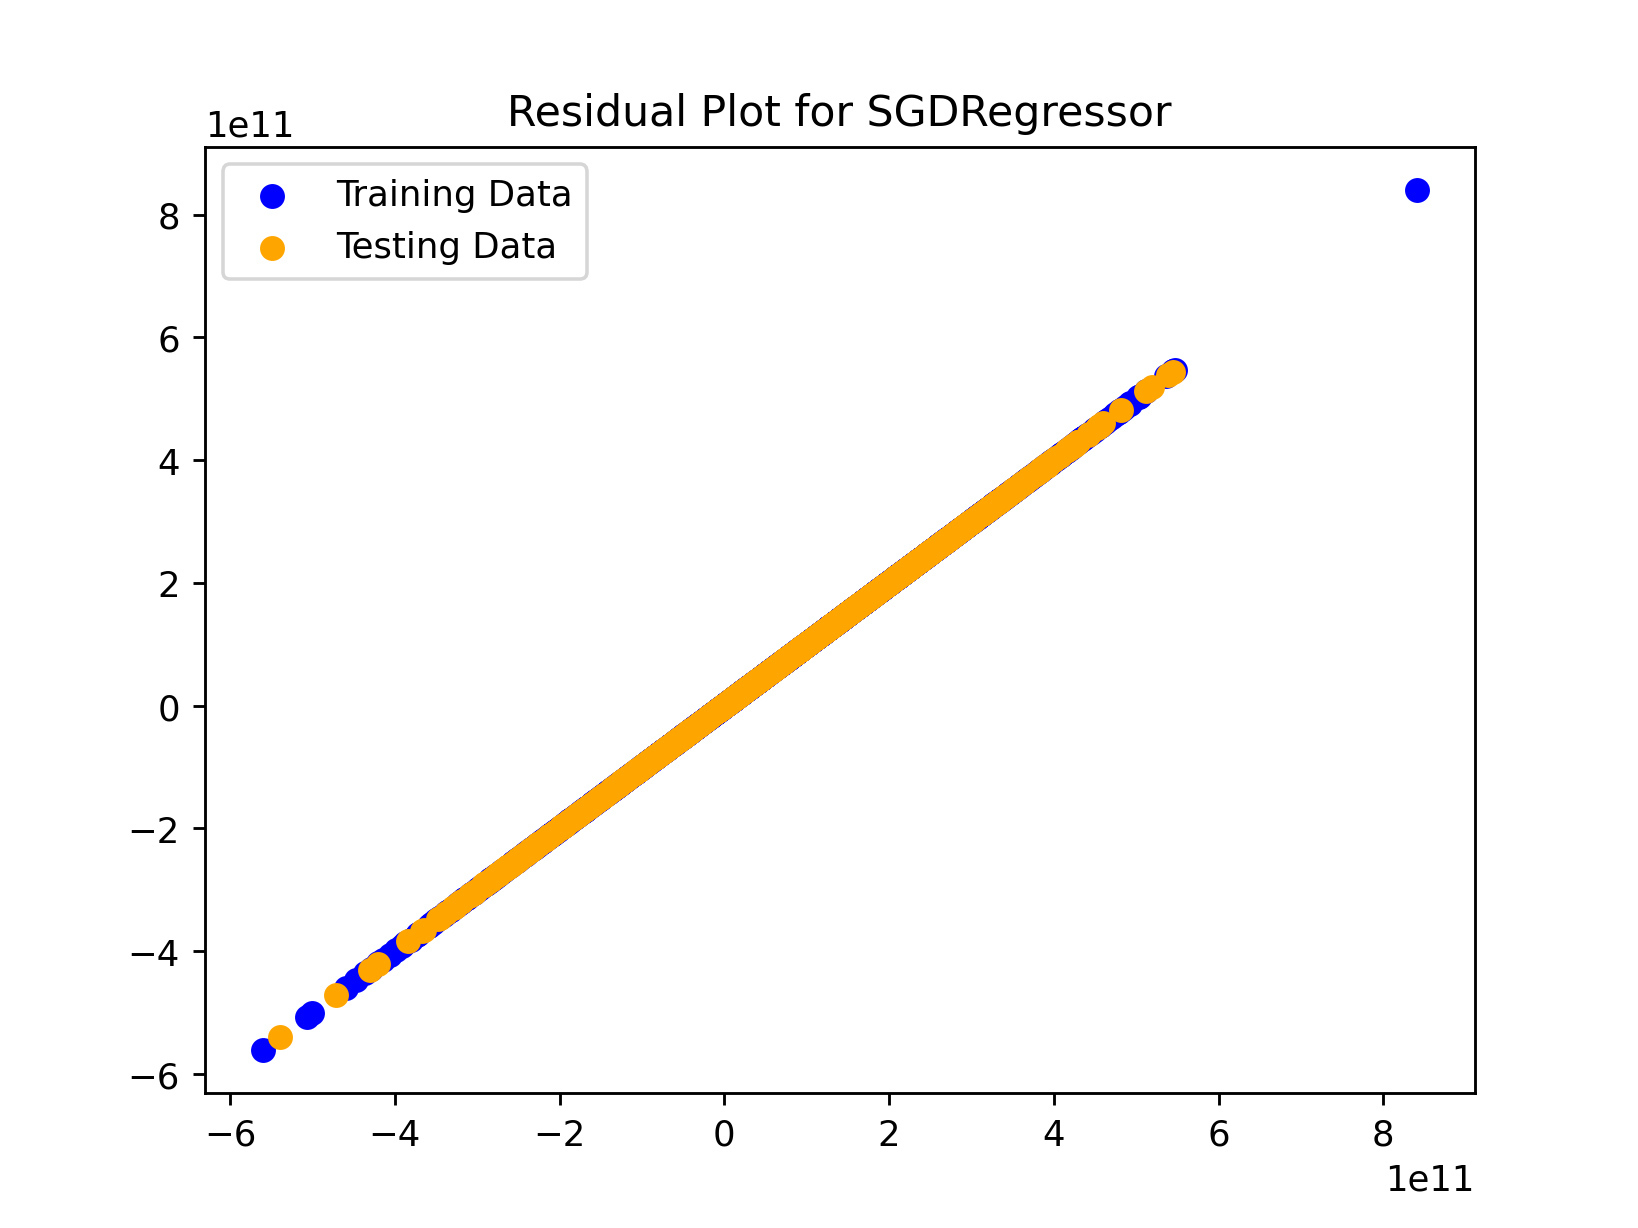 Residual Plot for SGDRegressor
1e11
Training Data
Testing Data
8
6
4
2
0
−2
−4
−6
−6 −4 −2 0 2 4 6 8
1e11